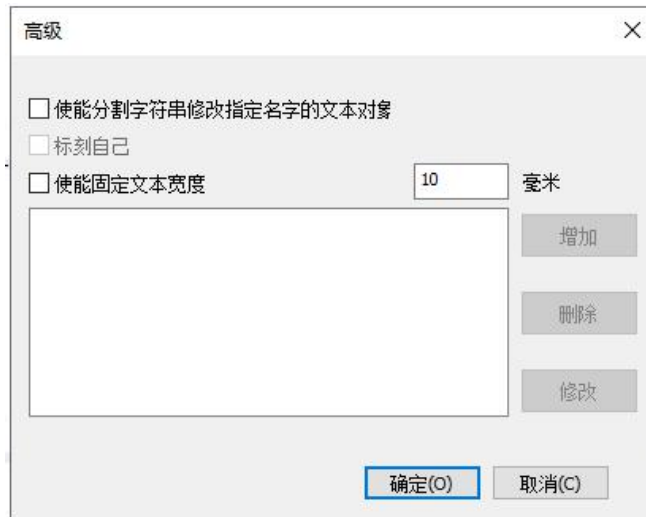 高级
使能分割字符串修改指定名字的文本对象
标刻自己
使能固定文本宽度 10 毫米
增加
删除
修改
确定(O) 取消(C)